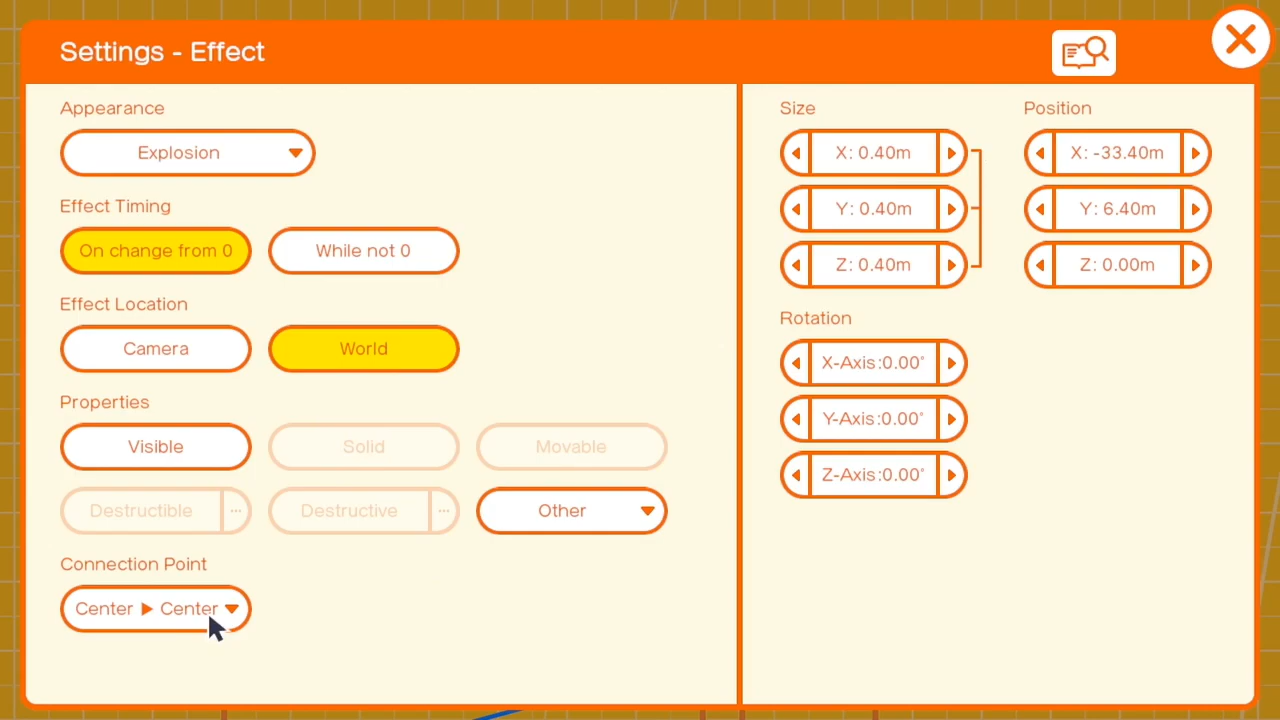 Settings - Effect
Appearance
Explosion
Effect Timing
On change from 0
While not 0
Effect Location
Camera
World
Properties
Visible
Solid
Movable
Destructible
...
Destructive
...
Other
Connection Point
Center ▶ Center
Size
X: 0.40m
Y: 0.40m
Z: 0.40m
Position
X: -33.40m
Y: 6.40m
Z: 0.00m
Rotation
X-Axis:0.00°
Y-Axis:0.00°
Z-Axis:0.00°